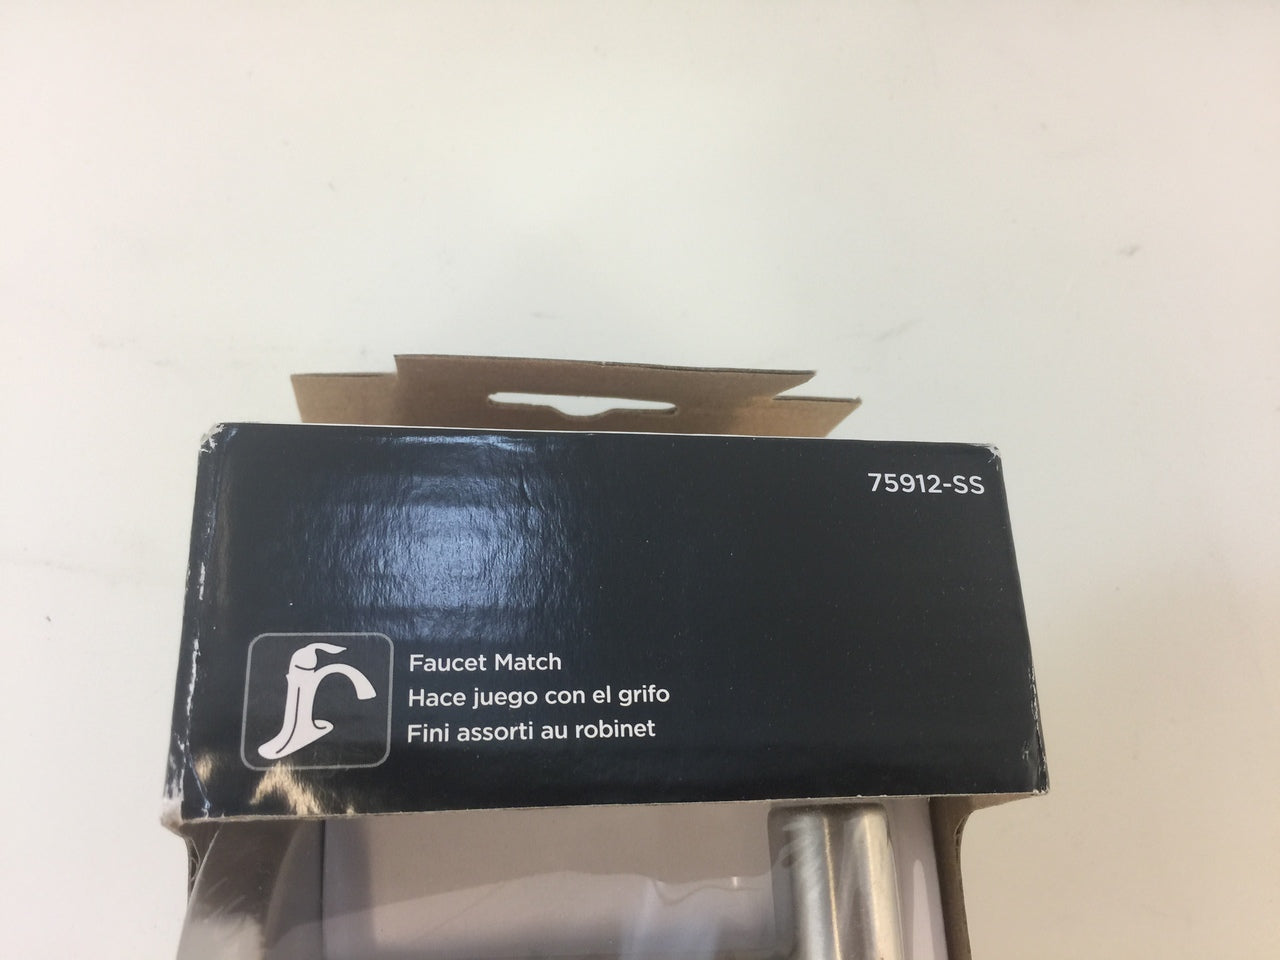 75912-SS
Faucet Match
Hace juego con el grifo
Fini assorti au robinet